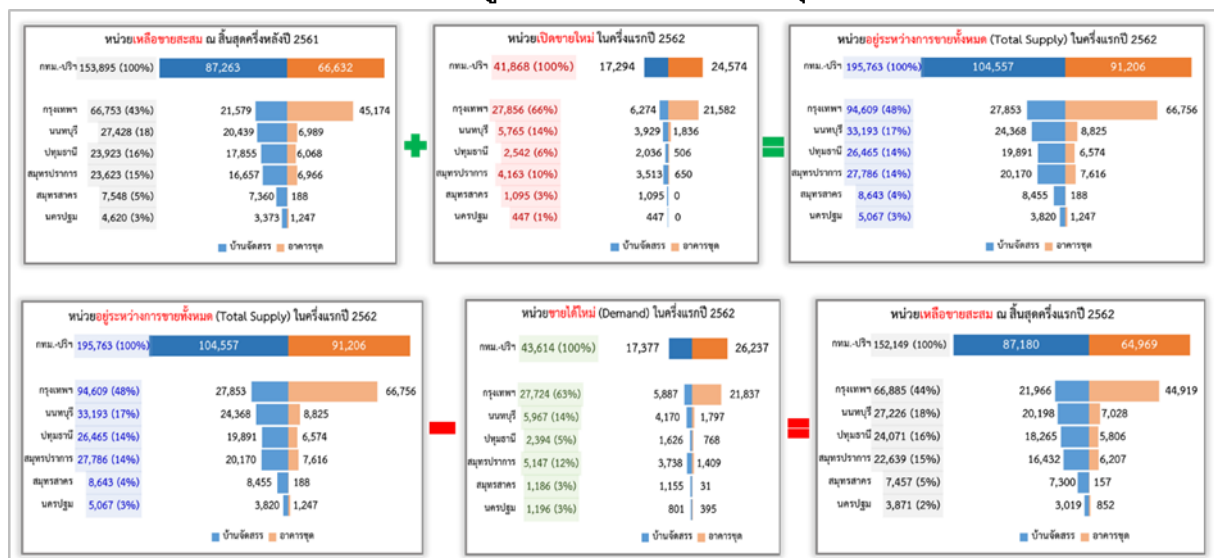 หน่วยเหลือขายสะสม ณ สิ้นสุดครึ่งหลังปี 2561
กทม.-ปริฯ 153,895 (100%) 87,263 66,632
กรุงเทพฯ 66,753 (43%) 21,579 45,174
นนทบุรี 27,428 (18) 20,439 6,989
ปทุมธานี 23,923 (16%) 17,855 6,068
สมุทรปราการ 23,623 (15%) 16,657 6,966
สมุทรสาคร 7,548 (5%) 7,360 188
นครปฐม 4,620 (3%) 3,373 1,247
บ้านจัดสรร อาคารชุด
หน่วยเปิดขายใหม่ ในครึ่งแรกปี 2562
กทม.-ปริฯ 41,868 (100%) 17,294 24,574
กรุงเทพฯ 27,856 (66%) 6,274 21,582
นนทบุรี 5,765 (14%) 3,929 1,836
ปทุมธานี 2,542 (6%) 2,036 506
สมุทรปราการ 4,163 (10%) 3,513 650
สมุทรสาคร 1,095 (3%) 1,095 0
นครปฐม 447 (1%) 447 0
บ้านจัดสรร อาคารชุด
หน่วยอยู่ระหว่างการขายทั้งหมด (Total Supply) ในครึ่งแรกปี 2562
กทม.-ปริฯ 195,763 (100%) 104,557 91,206
กรุงเทพฯ 94,609 (48%) 27,853 66,756
นนทบุรี 33,193 (17%) 24,368 8,825
ปทุมธานี 26,465 (14%) 19,891 6,574
สมุทรปราการ 27,786 (14%) 20,170 7,616
สมุทรสาคร 8,643 (4%) 8,455 188
นครปฐม 5,067 (3%) 3,820 1,247
บ้านจัดสรร อาคารชุด
หน่วยอยู่ระหว่างการขายทั้งหมด (Total Supply) ในครึ่งแรกปี 2562
กทม.-ปริฯ 195,763 (100%) 104,557 91,206
กรุงเทพฯ 94,609 (48%) 27,853 66,756
นนทบุรี 33,193 (17%) 24,368 8,825
ปทุมธานี 26,465 (14%) 19,891 6,574
สมุทรปราการ 27,786 (14%) 20,170 7,616
สมุทรสาคร 8,643 (4%) 8,455 188
นครปฐม 5,067 (3%) 3,820 1,247
บ้านจัดสรร อาคารชุด
หน่วยขายได้ใหม่ (Demand) ในครึ่งแรกปี 2562
กทม.-ปริฯ 43,614 (100%) 17,377 26,237
กรุงเทพฯ 27,724 (63%) 5,887 21,837
นนทบุรี 5,967 (14%) 4,170 1,797
ปทุมธานี 2,394 (5%) 1,626 768
สมุทรปราการ 5,147 (12%) 3,738 1,409
สมุทรสาคร 1,186 (3%) 1,155 31
นครปฐม 1,196 (3%) 801 395
บ้านจัดสรร อาคารชุด
หน่วยเหลือขายสะสม ณ สิ้นสุดครึ่งแรกปี 2562
กทม.-ปริฯ 152,149 (100%) 87,180 64,969
กรุงเทพฯ 66,885 (44%) 21,966 44,919
นนทบุรี 27,226 (18%) 20,198 7,028
ปทุมธานี 24,071 (16%) 18,265 5,806
สมุทรปราการ 22,639 (15%) 16,432 6,207
สมุทรสาคร 7,457 (5%) 7,300 157
นครปฐม 3,871 (2%) 3,019 852
บ้านจัดสรร อาคารชุด